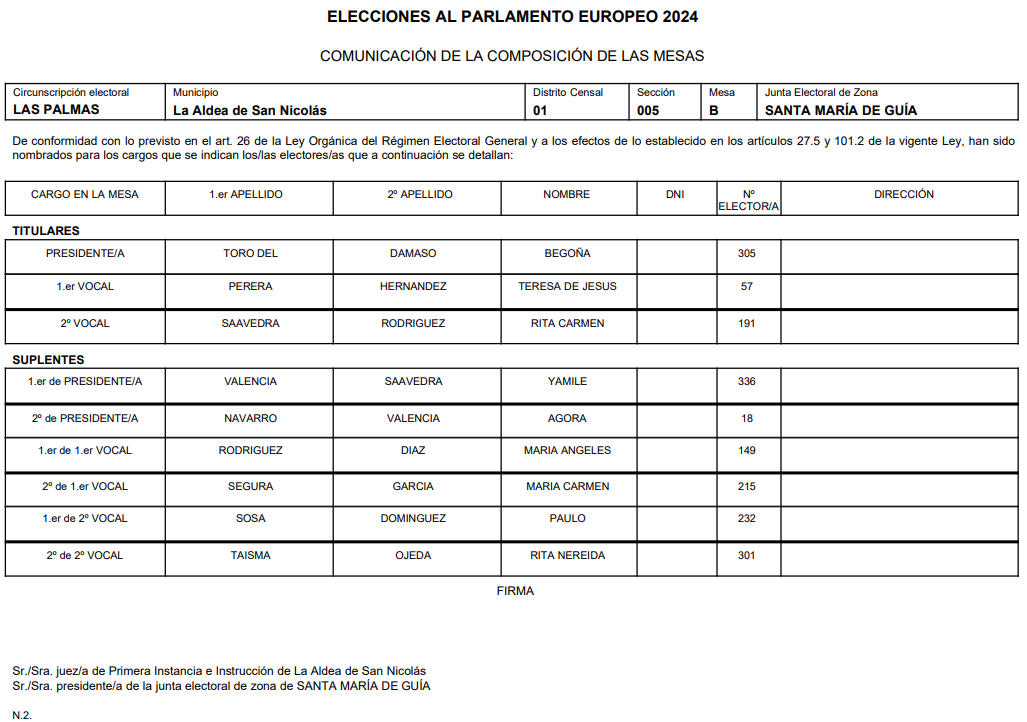 ELECCIONES AL PARLAMENTO EUROPEO 2024
COMUNICACIÓN DE LA COMPOSICIÓN DE LAS MESAS
Circunscripción electoral Municipio Distrito Censal Sección Mesa Junta Electoral de Zona
LAS PALMAS La Aldea de San Nicolás 01 005 B SANTA MARÍA DE GUÍA
De conformidad con lo previsto en el art. 26 de la Ley Orgánica del Régimen Electoral General y a los efectos de lo establecido en los artículos 27.5 y 101.2 de la vigente Ley, han sido
nombrados para los cargos que se indican los/las electores/as que a continuación se detallan:
CARGO EN LA MESA 1.er APELLIDO 2º APELLIDO NOMBRE DNI Nº DIRECCIÓN
ELECTOR/A
TITULARES
PRESIDENTE/A TORO DEL DAMASO BEGOÑA 305
1.er VOCAL PERERA HERNANDEZ TERESA DE JESUS 57
2º VOCAL SAAVEDRA RODRIGUEZ RITA CARMEN 191
SUPLENTES
1.er de PRESIDENTE/A VALENCIA SAAVEDRA YAMILE 336
2º de PRESIDENTE/A NAVARRO VALENCIA AGORA 18
1.er de 1.er VOCAL RODRIGUEZ DIAZ MARIA ANGELES 149
2º de 1.er VOCAL SEGURA GARCIA MARIA CARMEN 215
1.er de 2º VOCAL SOSA DOMINGUEZ PAULO 232
2º de 2º VOCAL TAISMA OJEDA RITA NEREIDA 301
FIRMA
Sr./Sra. juez/a de Primera Instancia e Instrucción de La Aldea de San Nicolás
Sr./Sra. presidente/a de la junta electoral de zona de SANTA MARÍA DE GUÍA
N.2.